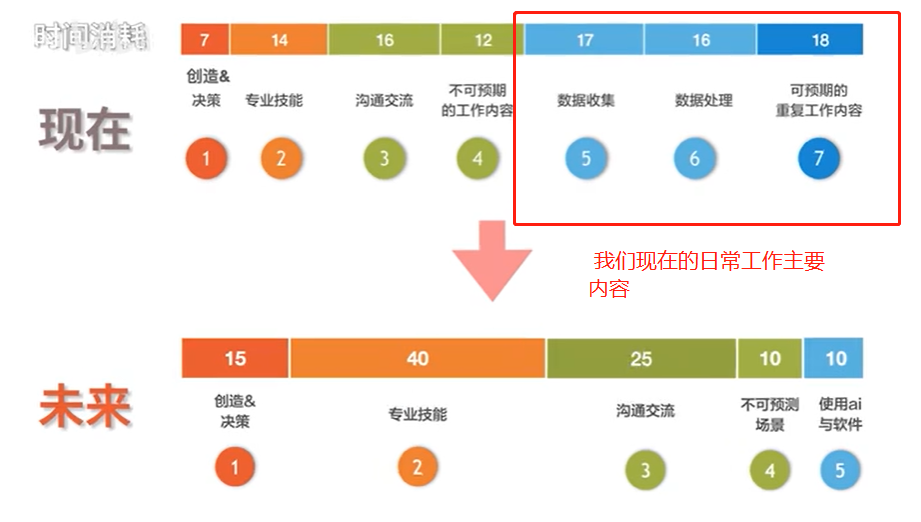 时间消耗
7 14 16 12 17 16 18
现在
创造&
决策
专业技能
沟通交流
不可预期
的工作内容
数据收集
数据处理
可预期的
重复工作内容
1 2 3 4 5 6 7
我们现在的日常工作主要
内容
15 40 25 10 10
未来
创造&
决策
专业技能
沟通交流
不可预测
场景
使用ai
与软件
1 2 3 4 5